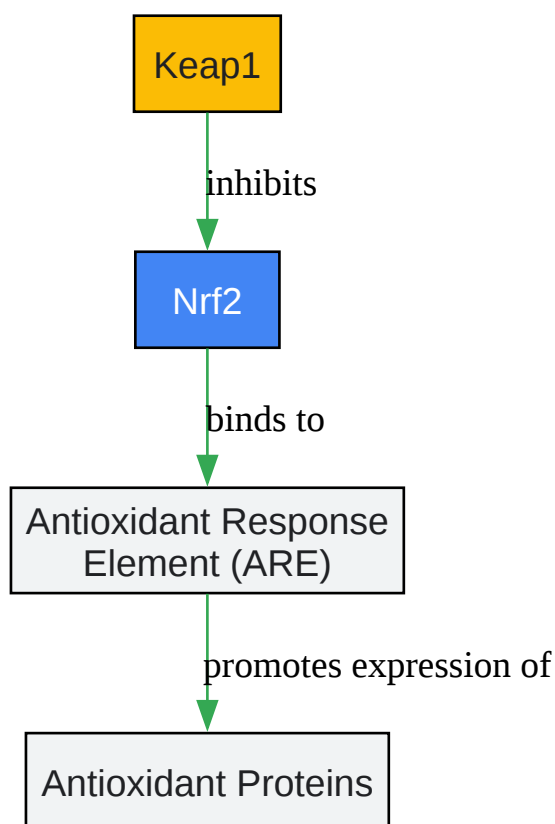 Keap1
inhibits
Nrf2
binds to
Antioxidant Response
Element (ARE)
promotes expression of
Antioxidant Proteins